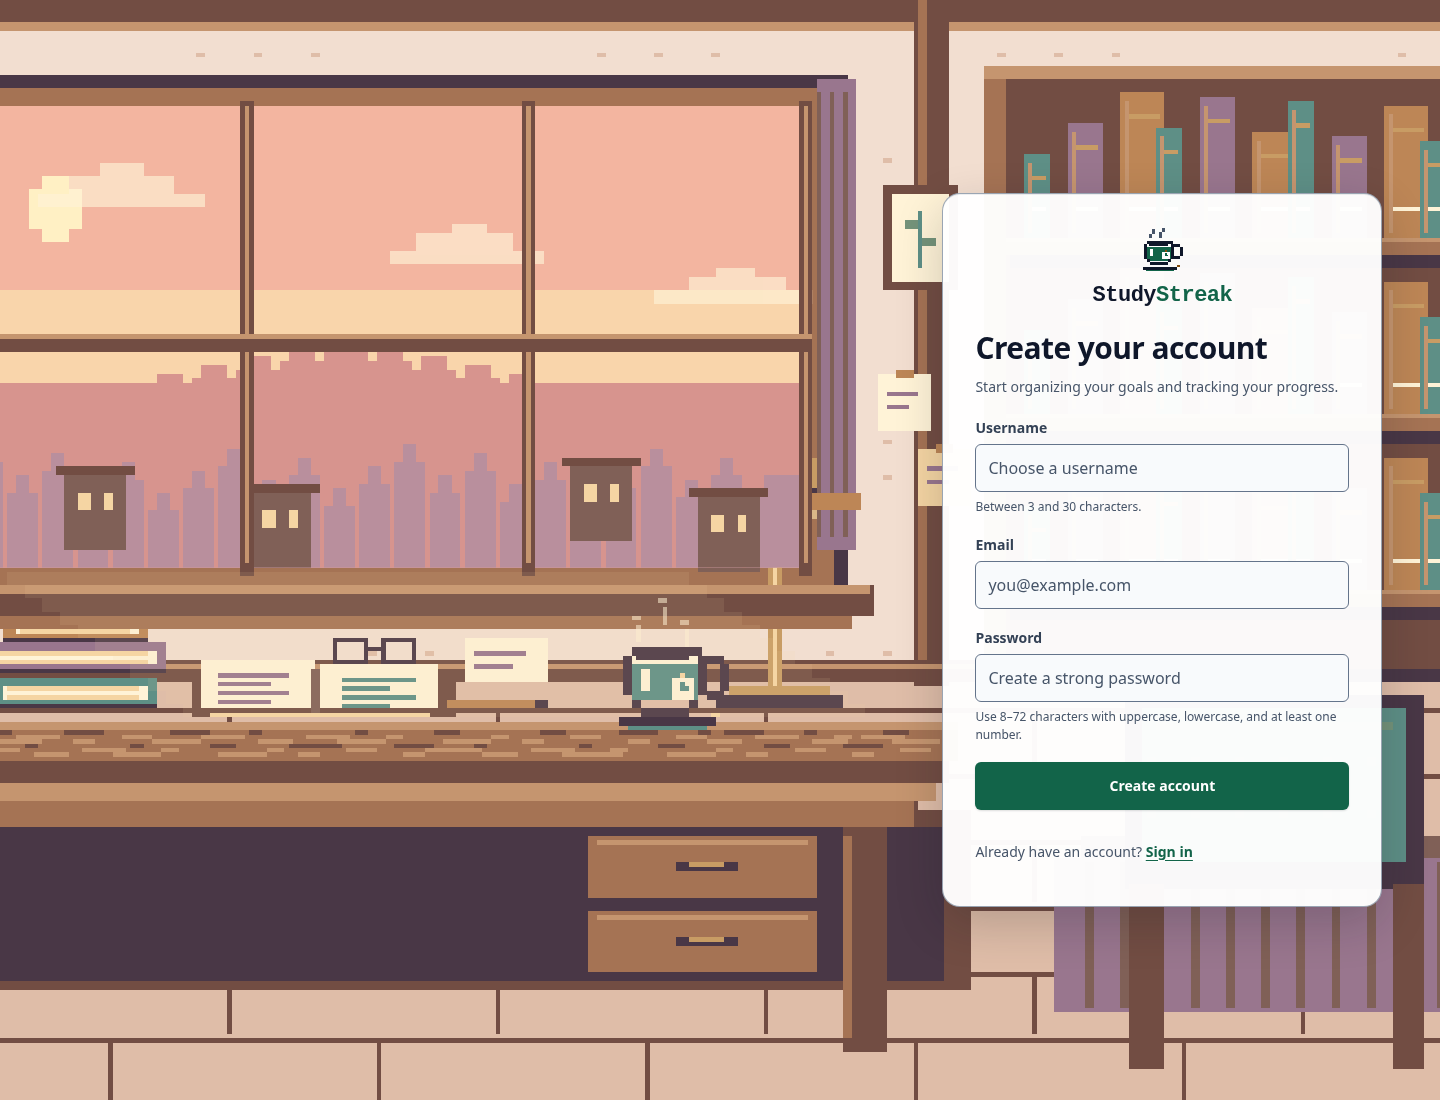 StudyStreak
Create your account
Start organizing your goals and tracking your progress.
Username
Choose a username
Between 3 and 30 characters.
Email
you@example.com
Password
Create a strong password
Use 8–72 characters with uppercase, lowercase, and at least one
number.
Create account
Already have an account? Sign in